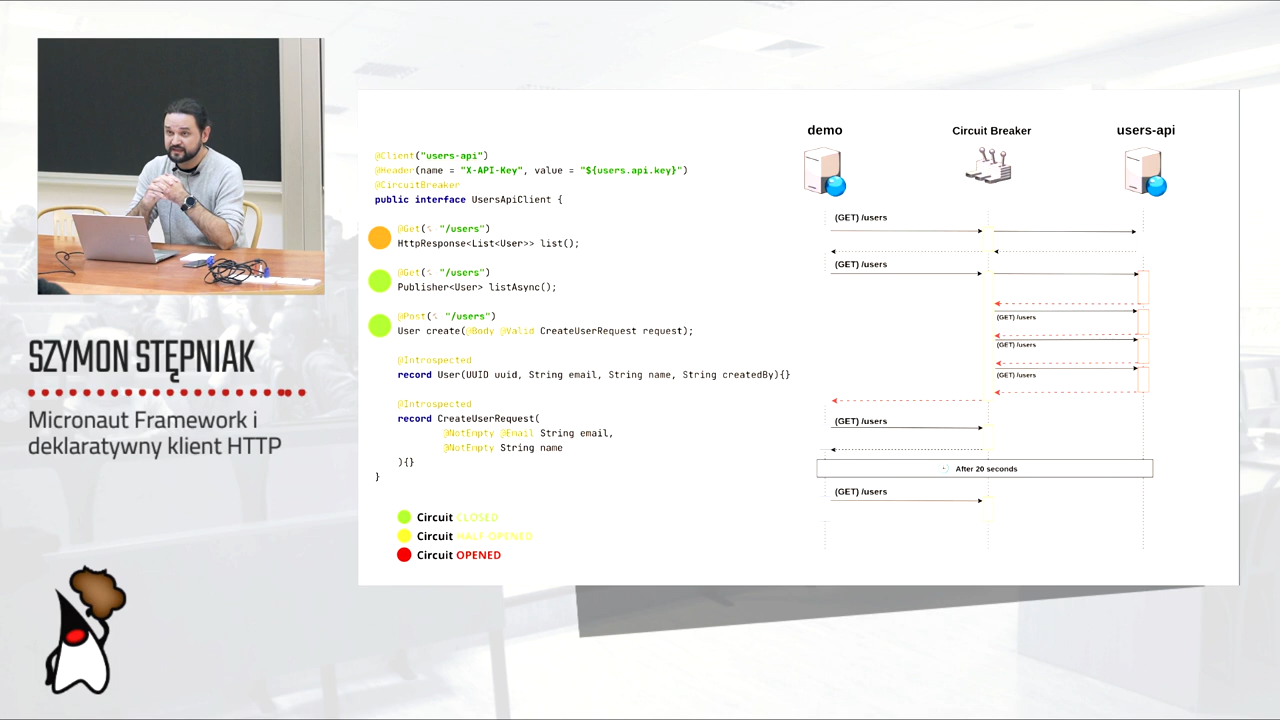 SZYMON STĘPNIAK
Micronaut Framework i
deklaratywny klient HTTP
@Client("users-api")
@Header(name = "X-API-Key", value = "${users.api.key}")
@CircuitBreaker
public interface UsersApiClient {
@Get("/users")
HttpResponse<List<User>> list();
@Get("/users")
Publisher<User> listAsync();
@Post("/users")
User create(@Body @Valid CreateUserRequest request);
@Introspected
record User(UUID uuid, String email, String name, String createdBy){}
@Introspected
record CreateUserRequest(
@NotEmpty @Email String email,
@NotEmpty String name
){}
}
Circuit CLOSED
Circuit HALF OPENED
Circuit OPENED
demo
Circuit Breaker
users-api
(GET) /users
(GET) /users
(GET) /users
(GET) /users
(GET) /users
(GET) /users
After 20 seconds
(GET) /users